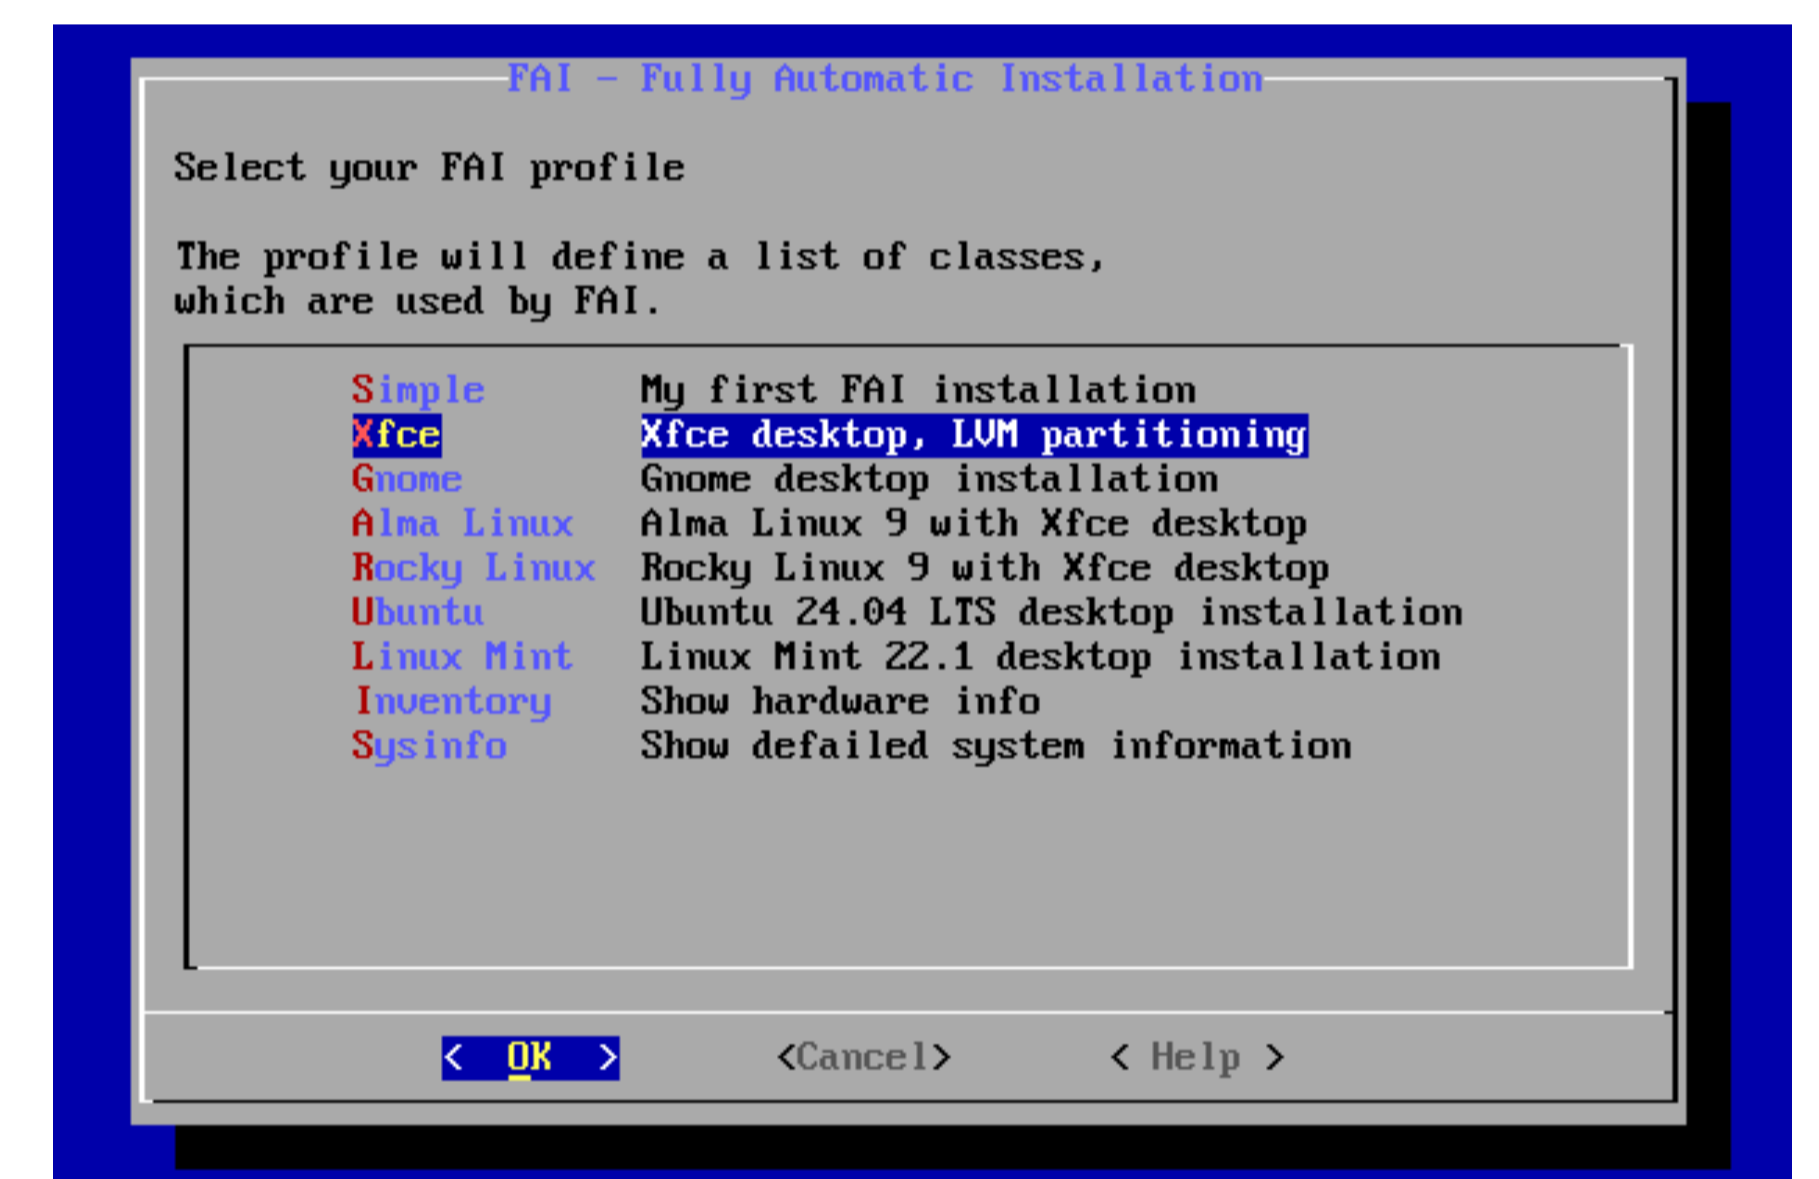 FAI - Fully Automatic Installation
Select your FAI profile
The profile will define a list of classes,
which are used by FAI.
Simple My first FAI installation
Xfce Xfce desktop, LVM partitioning
Gnome Gnome desktop installation
Alma Linux Alma Linux 9 with Xfce desktop
Rocky Linux Rocky Linux 9 with Xfce desktop
Ubuntu Ubuntu 24.04 LTS desktop installation
Linux Mint Linux Mint 22.1 desktop installation
Inventory Show hardware info
Sysinfo Show defailed system information
< OK > <Cancel> < Help >